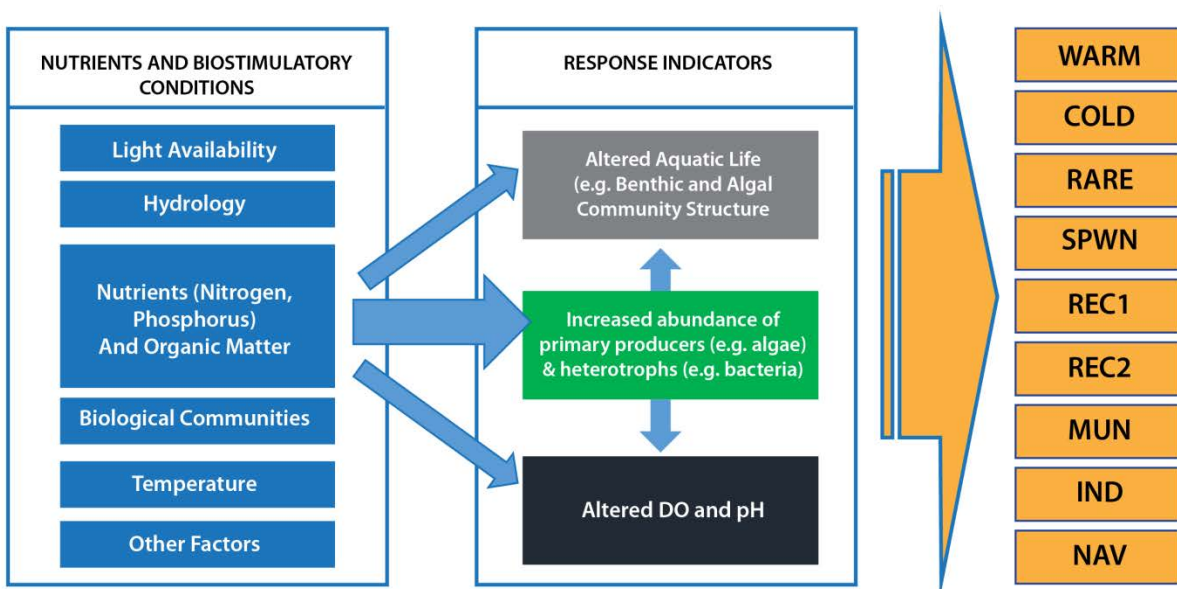 NUTRIENTS AND BIOSTIMULATORY
CONDITIONS
Light Availability
Hydrology
Nutrients (Nitrogen,
Phosphorus)
And Organic Matter
Biological Communities
Temperature
Other Factors
RESPONSE INDICATORS
Altered Aquatic Life
(e.g. Benthic and Algal
Community Structure
Increased abundance of
primary producers (e.g. algae)
& heterotrophs (e.g. bacteria)
Altered DO and pH
WARM
COLD
RARE
SPWN
REC1
REC2
MUN
IND
NAV